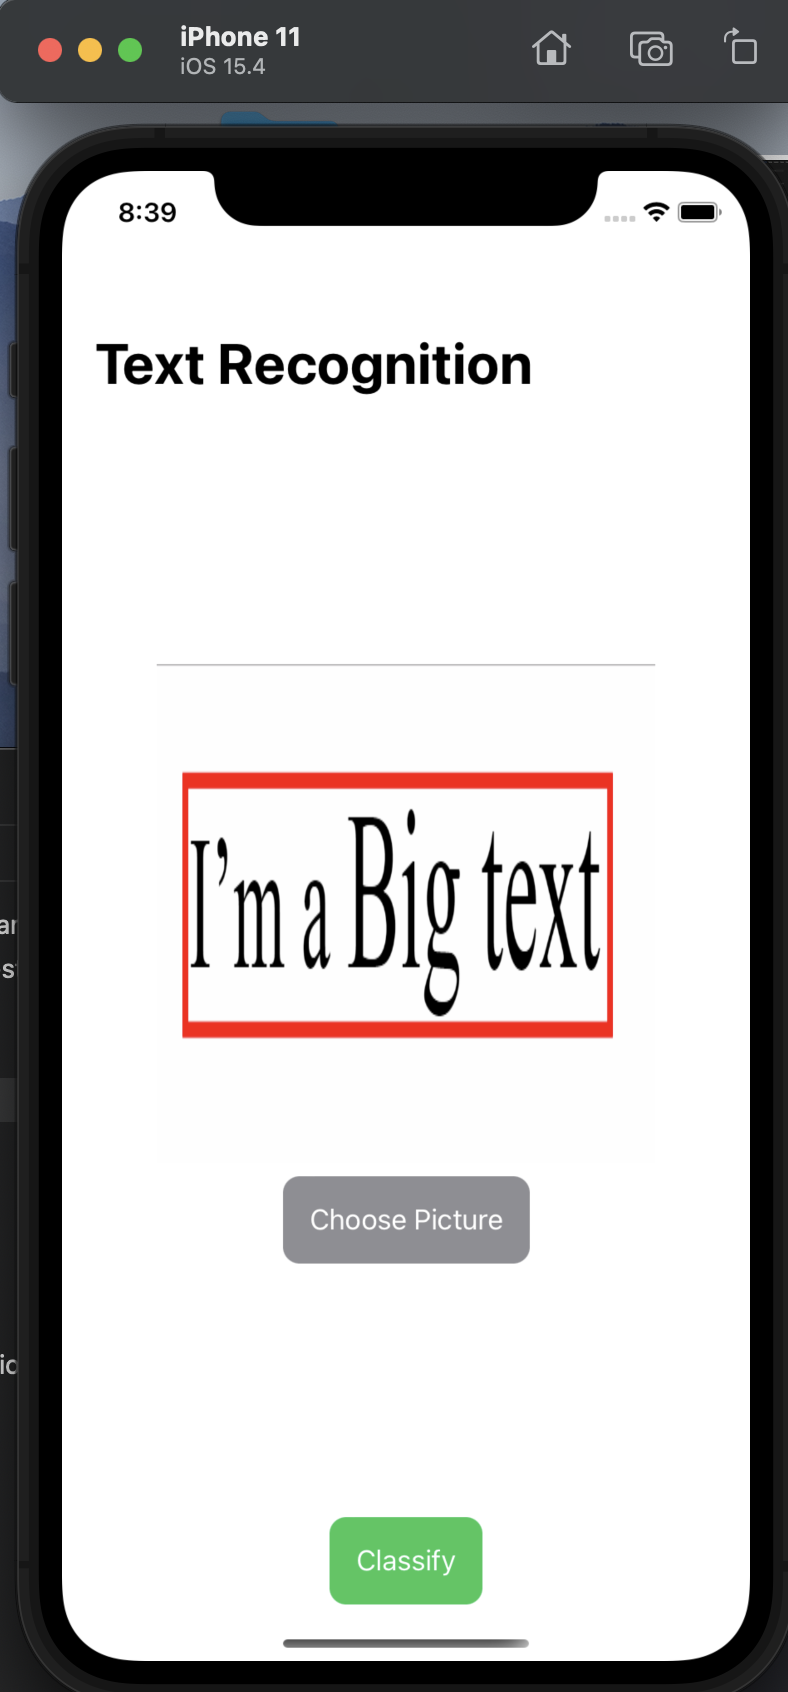 iPhone 11
iOS 15.4
8:39
Text Recognition
I’m a Big text
Choose Picture
Classify